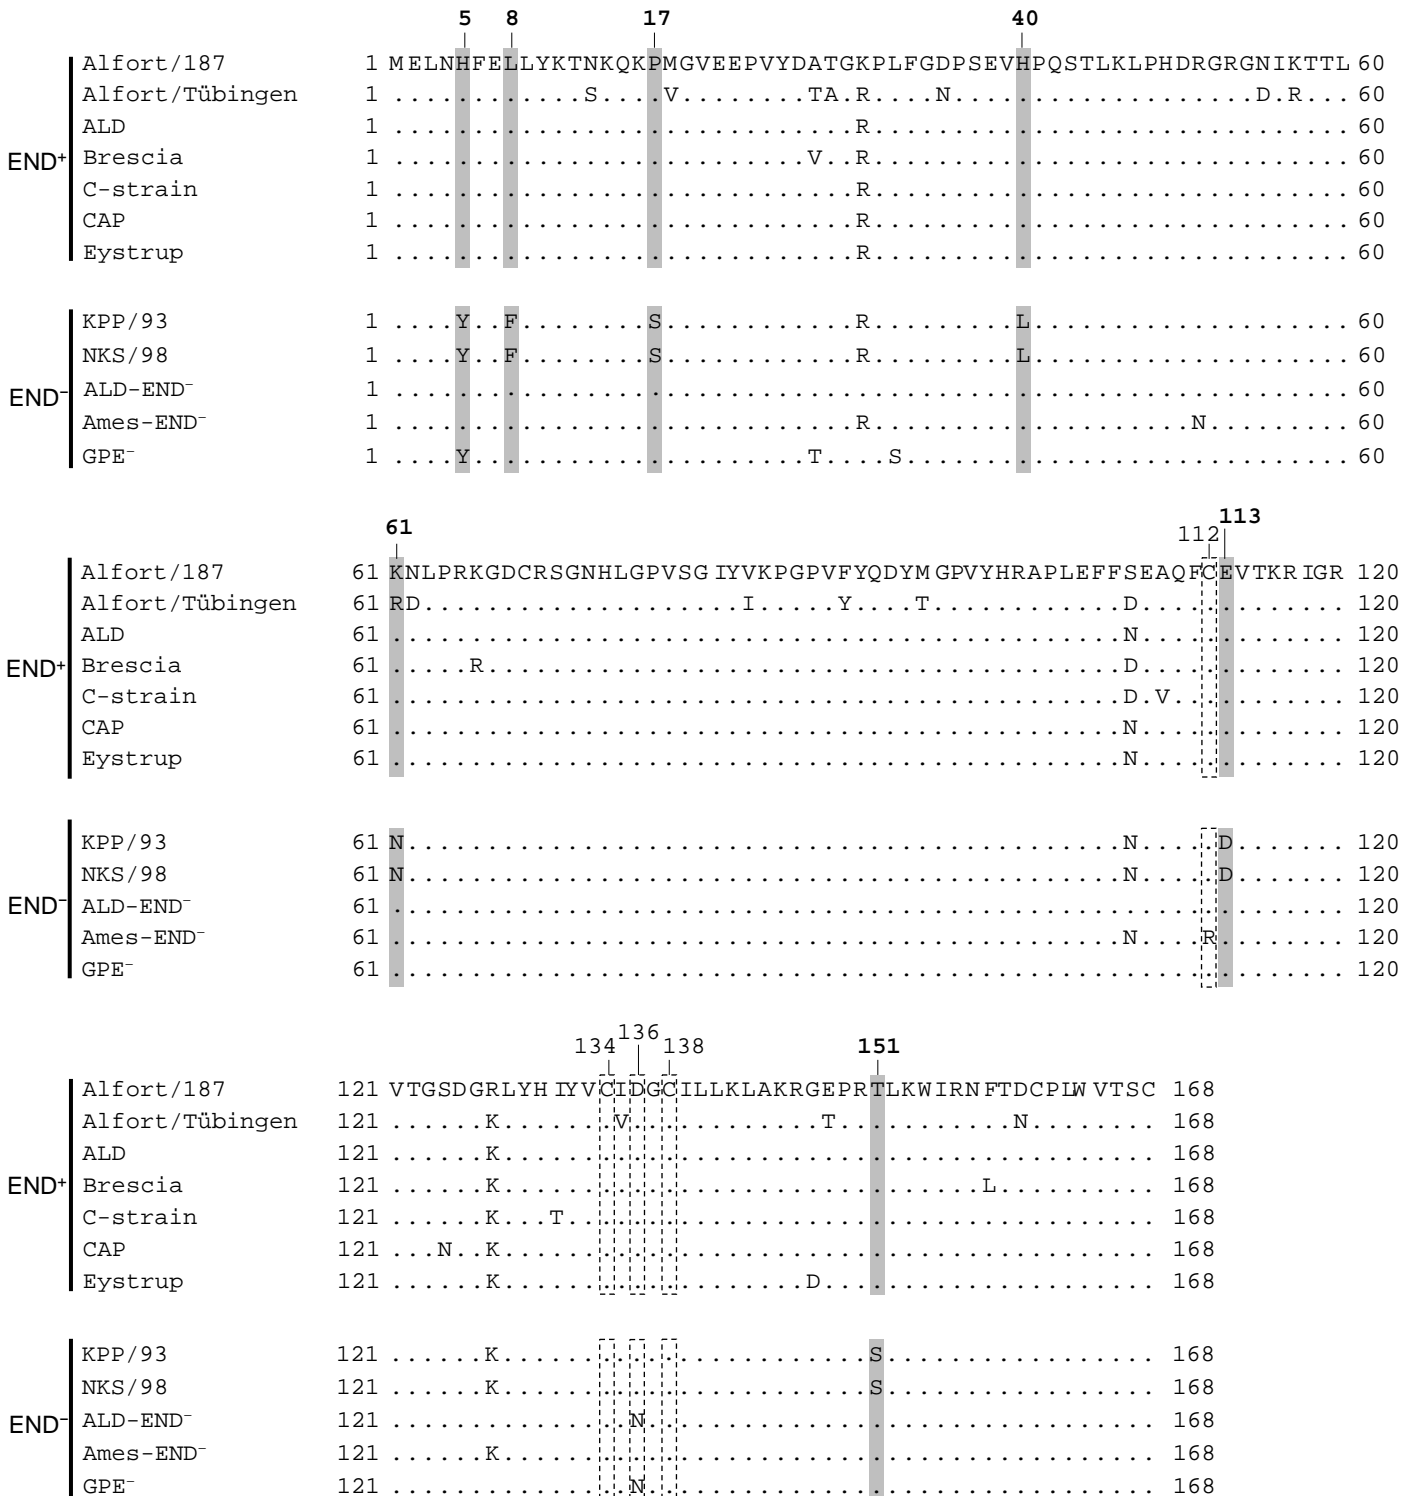 5 8 17 40
Alfort/187 1 MELNHFELLYKTNKQKPMGVEEPVYDATGKPLFGDPSEVHPQSTLKLPHDRGRGNIKTTL 60
Alfort/Tübingen 1 ............S....V........TA.R....N...................D.R... 60
ALD 1 .............................R.............................. 60
END⁺ Brescia 1 ..........................V..R.............................. 60
C-strain 1 .............................R.............................. 60
CAP 1 .............................R.............................. 60
Eystrup 1 .............................R.............................. 60
KPP/93 1 ....Y..F........S............R.........L.................... 60
NKS/98 1 ....Y..F........S............R.........L.................... 60
END⁻ ALD-END⁻ 1 ............................................................ 60
Ames-END⁻ 1 .............................R....................N......... 60
GPE⁻ 1 ....Y.....................T....S............................ 60
61 112 113
Alfort/187 61 KNLPRKGDCRSGNHLGPVSGIYVKPGPVFYQDYMGPVYHRAPLEFFSEAQFCEVTKRIGR 120
Alfort/Tübingen 61 RD....................I.....Y....T............D............. 120
ALD 61 ..............................................N............. 120
END⁺ Brescia 61 .....R........................................D............. 120
C-strain 61 ..............................................D.V........... 120
CAP 61 ..............................................N............. 120
Eystrup 61 ..............................................N............. 120
KPP/93 61 N.............................................N.....D....... 120
NKS/98 61 N.............................................N.....D....... 120
END⁻ ALD-END⁻ 61 ............................................................ 120
Ames-END⁻ 61 ..............................................N....R........ 120
GPE⁻ 61 ............................................................ 120
134 136 138 151
Alfort/187 121 VTGSDGRLYHIYVCIDGCILLKLAKRGEPRTLKWIRNFTDCPLWVTSC 168
Alfort/Tübingen 121 ......K.......V............T...........N........ 168
ALD 121 ......K......................................... 168
END⁺ Brescia 121 ......K..............................L.......... 168
C-strain 121 ......K...T..................................... 168
CAP 121 ...N..K......................................... 168
Eystrup 121 ......K...................D..................... 168
KPP/93 121 ......K.......................S................. 168
NKS/98 121 ......K.......................S................. 168
END⁻ ALD-END⁻ 121 ...............N................................ 168
Ames-END⁻ 121 ......K......................................... 168
GPE⁻ 121 ...............N................................ 168